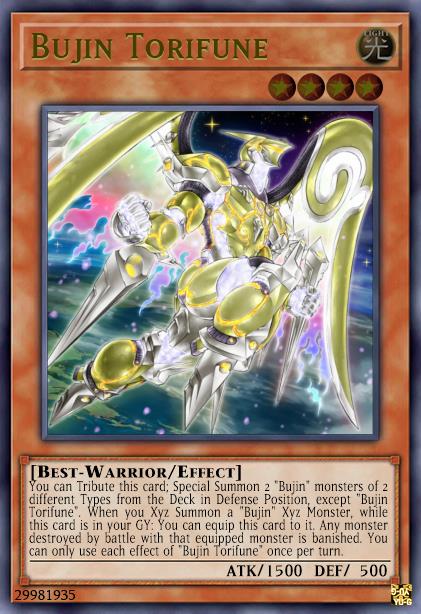 Bujin Torifune
LIGHT
光
[Best-Warrior/Effect]
You can Tribute this card; Special Summon 2 "Bujin" monsters of 2
different Types from the Deck in Defense Position, except "Bujin
Torifune". When you Xyz Summon a "Bujin" Xyz Monster, while
this card is in your GY: You can equip this card to it. Any monster
destroyed by battle with that equipped monster is banished. You
can only use each effect of "Bujin Torifune" once per turn.
ATK/1500 DEF/ 500
29981935